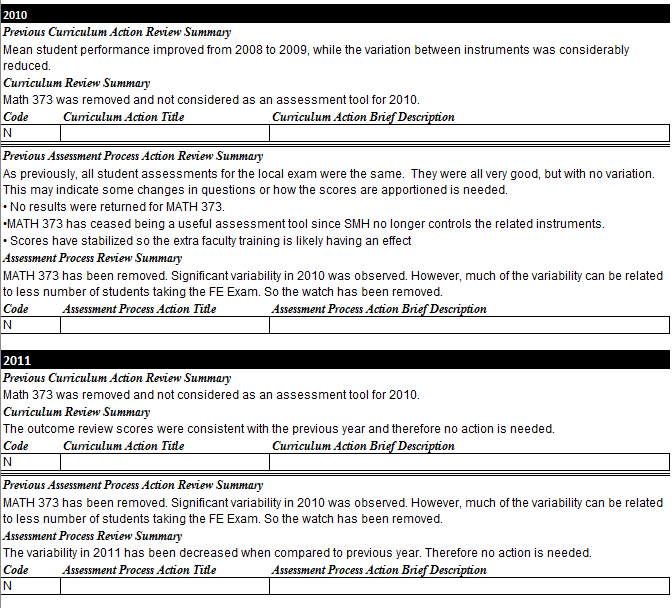 2010
Previous Curriculum Action Review Summary
Mean student performance improved from 2008 to 2009, while the variation between instruments was considerably
reduced.
Curriculum Review Summary
Math 373 was removed and not considered as an assessment tool for 2010.
Code Curriculum Action Title Curriculum Action Brief Description
N
Previous Assessment Process Action Review Summary
As previously, all student assessments for the local exam were the same. They were all very good, but with no variation.
This may indicate some changes in questions or how the scores are apportioned is needed.
• No results were returned for MATH 373.
•MATH 373 has ceased being a useful assessment tool since SMH no longer controls the related instruments.
• Scores have stabilized so the extra faculty training is likely having an effect
Assessment Process Review Summary
MATH 373 has been removed. Significant variability in 2010 was observed. However, much of the variability can be related
to less number of students taking the FE Exam. So the watch has been removed.
Code Assessment Process Action Title Assessment Process Action Brief Description
N
2011
Previous Curriculum Action Review Summary
Math 373 was removed and not considered as an assessment tool for 2010.
Curriculum Review Summary
The outcome review scores were consistent with the previous year and therefore no action is needed.
Code Curriculum Action Title Curriculum Action Brief Description
N
Previous Assessment Process Action Review Summary
MATH 373 has been removed. Significant variability in 2010 was observed. However, much of the variability can be related
to less number of students taking the FE Exam. So the watch has been removed.
Assessment Process Review Summary
The variability in 2011 has been decreased when compared to previous year. Therefore no action is needed.
Code Assessment Process Action Title Assessment Process Action Brief Description
N